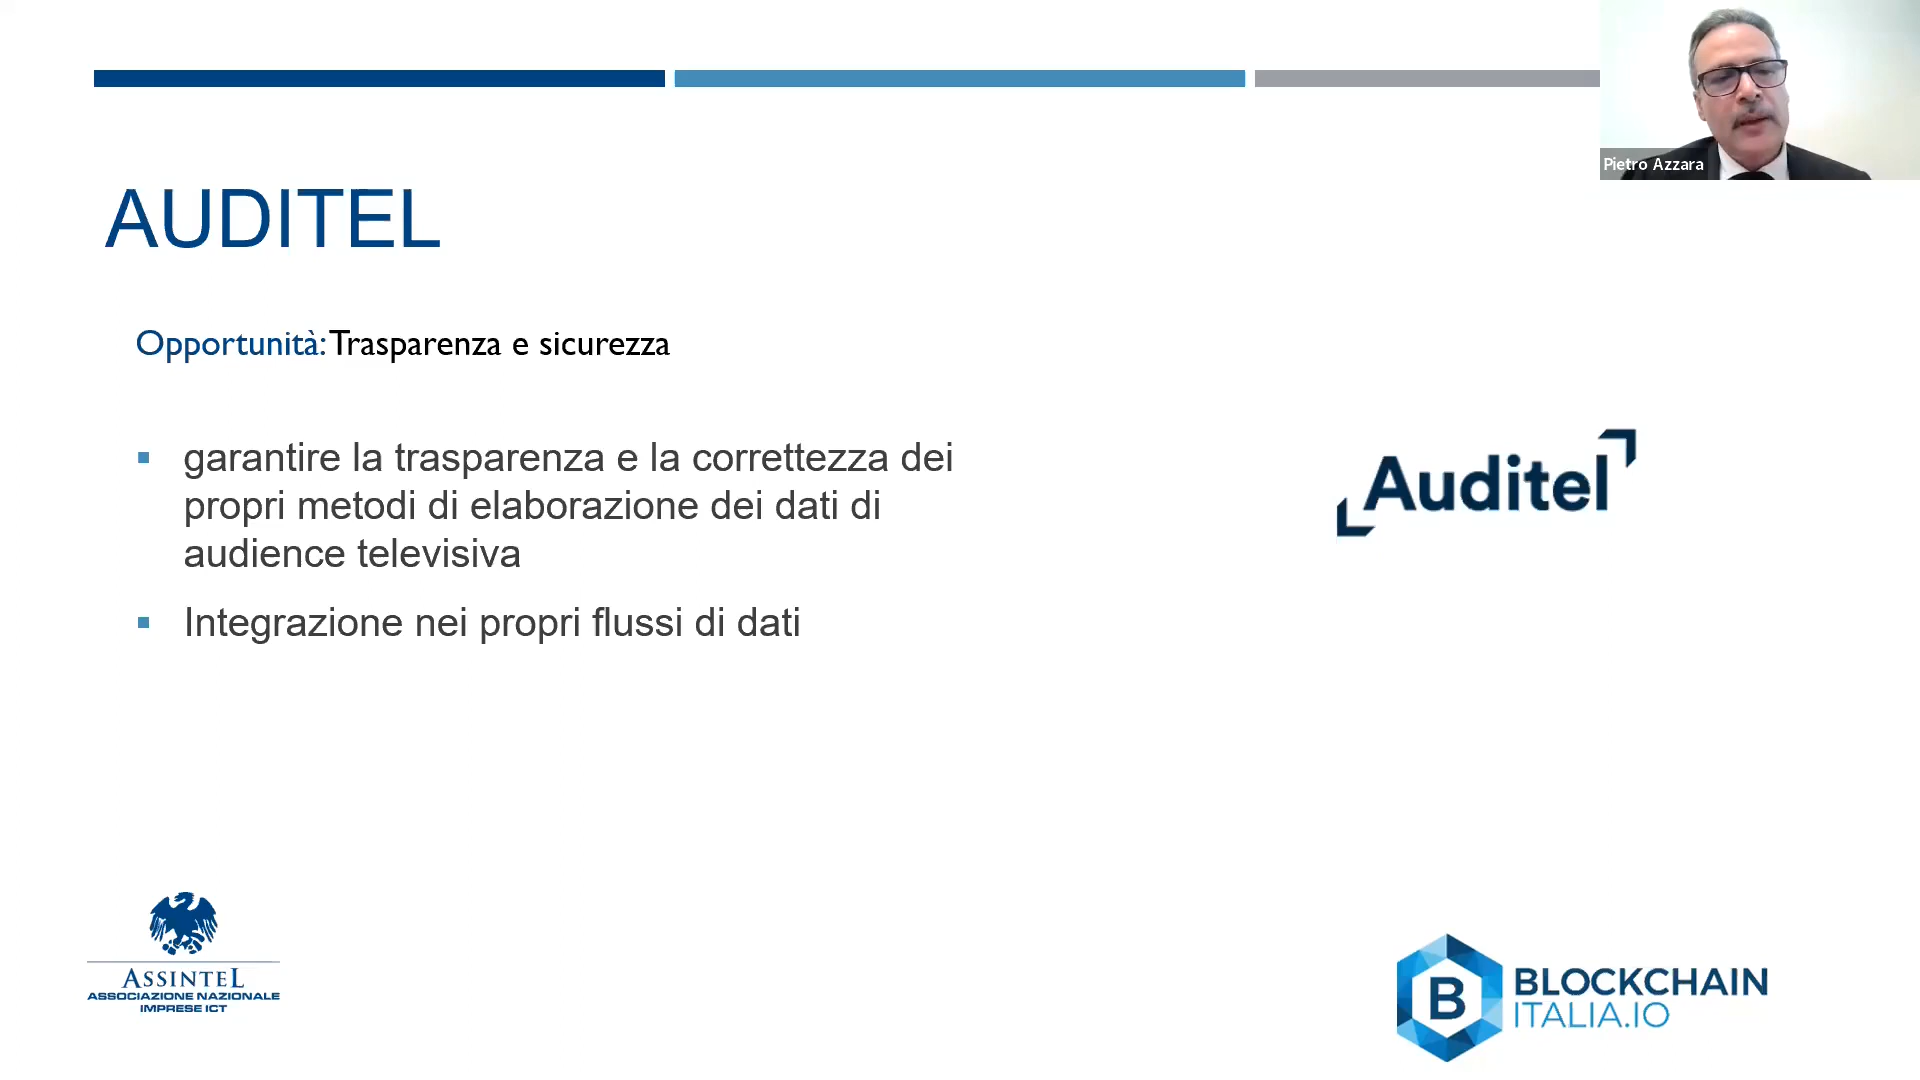 Pietro Azzara
AUDITEL
Opportunità: Trasparenza e sicurezza
▪ garantire la trasparenza e la correttezza dei
propri metodi di elaborazione dei dati di
audience televisiva
▪ Integrazione nei propri flussi di dati
Auditel
ASSINTEL
ASSOCIAZIONE NAZIONALE
IMPRESE ICT
B
BLOCKCHAIN
ITALIA.IO